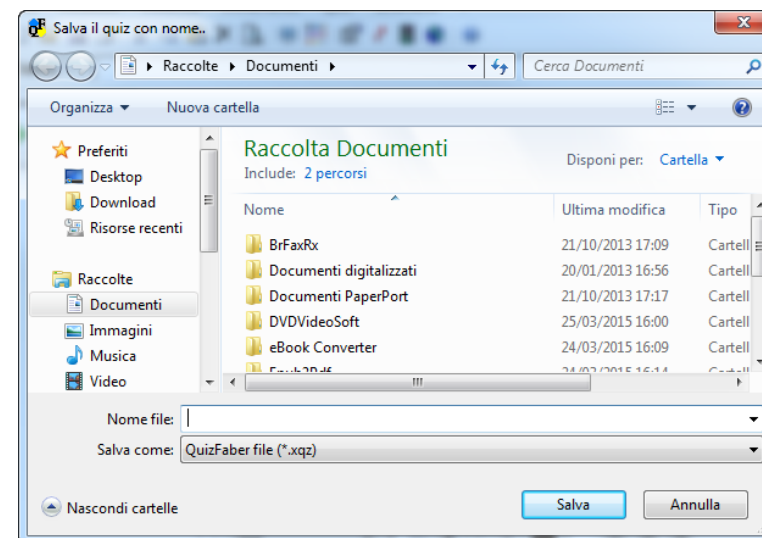 Salva il quiz con nome..
Raccolte Documenti
Cerca Documenti
Organizza Nuova cartella
Preferiti
Desktop
Download
Risorse recenti
Raccolte
Documenti
Immagini
Musica
Video
Raccolta Documenti
Include: 2 percorsi
Disponi per: Cartella
Nome Ultima modifica Tipo
BrFaxRx 21/10/2013 17:09 Cartell
Documenti digitalizzati 20/01/2013 16:56 Cartell
Documenti PaperPort 21/10/2013 17:17 Cartell
DVDVideoSoft 25/03/2015 16:00 Cartell
eBook Converter 24/03/2015 16:09 Cartell
Nome file:
Salva come: QuizFaber file (*.xqz)
Nascondi cartelle
Salva Annulla